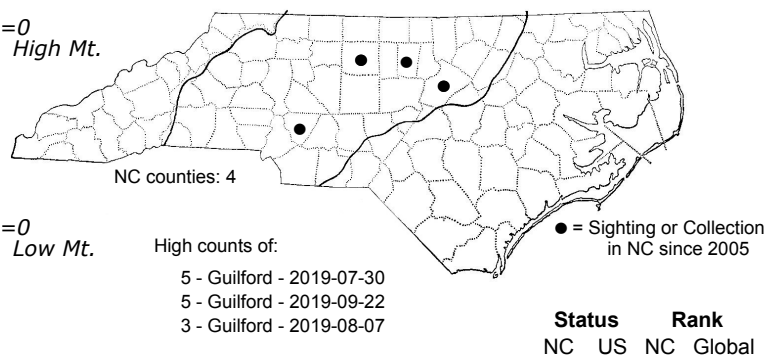 =0
High Mt.
NC counties: 4
=0
Low Mt.
High counts of:
5 - Guilford - 2019-07-30
5 - Guilford - 2019-09-22
3 - Guilford - 2019-08-07
● = Sighting or Collection
in NC since 2005
Status Rank
NC US NC Global